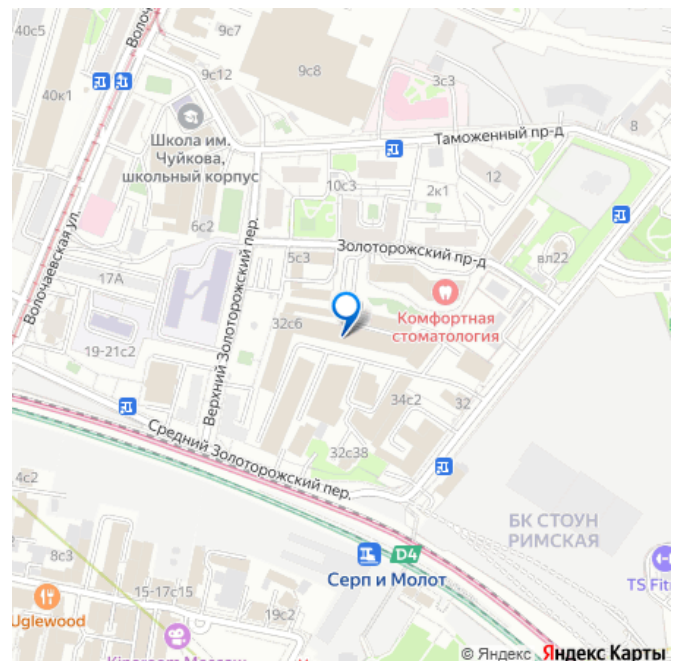 40с5
9с7
Волоч
9с12
9с8
40к1
3с3
Школа им.
Чуйкова,
школьный корпус
Таможенный пр-д
8
10с3
2к1
12
6с2
Волочаевская ул.
Золоторожский пр-д
5с3
вл22
17А
Верхний Золоторожский пер.
32с6
Комфортная
стоматология
19-21с2
34с2
32
Средний Золоторожский пер.
32с38
4с2
БК СТОУН
РИМСКАЯ
D4
Серп и Молот
8с3
15-17с15
TS Fit
Uglewood
19с2
© Яндекс Яндекс Карты